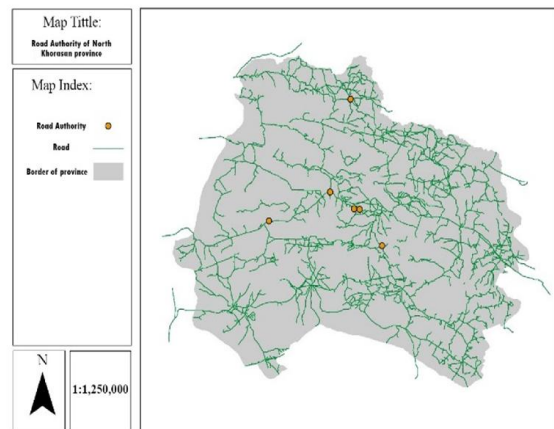 Map Tittle:
Road Authority of North
Khorasan province
Map Index:
Road Authority
Road
Border of province
N
1:1,250,000